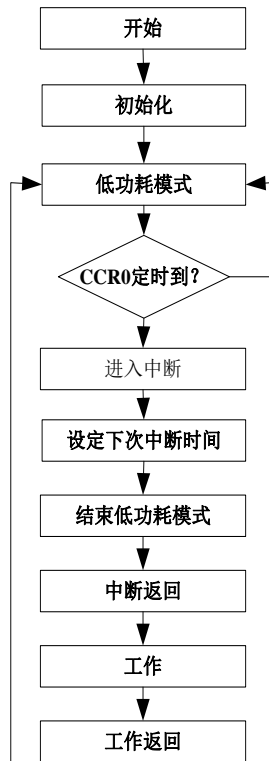 开始
初始化
低功耗模式
CCR0定时到?
进入中断
设定下次中断时间
结束低功耗模式
中断返回
工作
工作返回